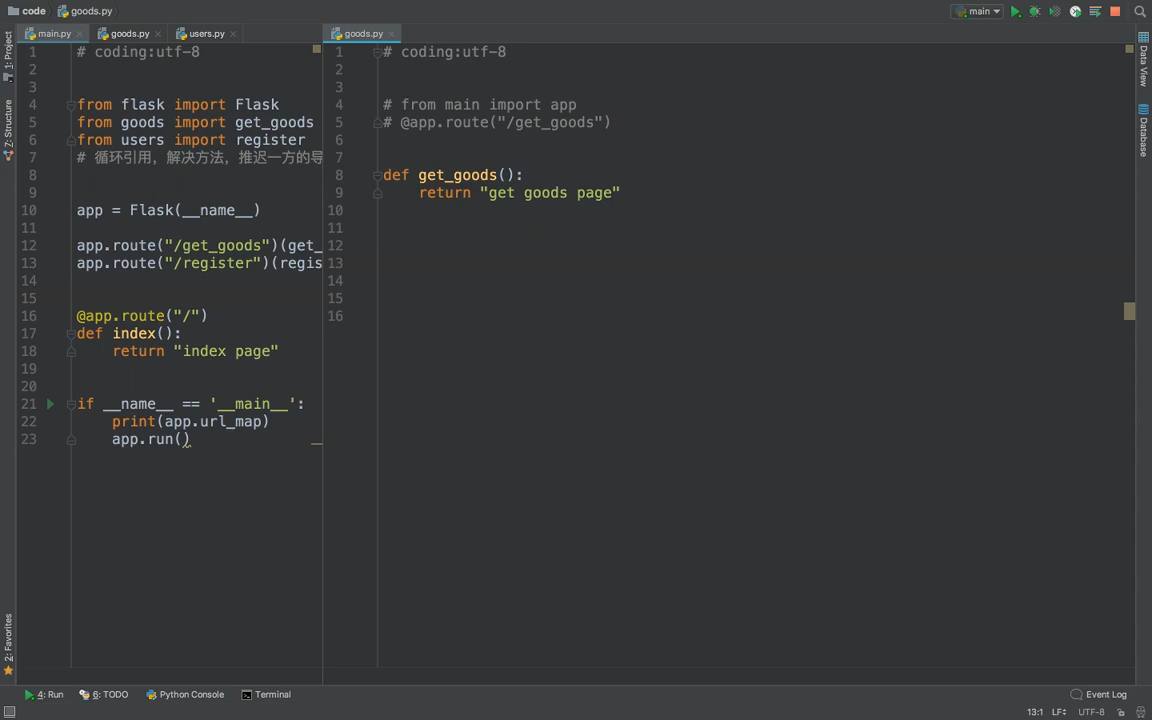 code goods.py
main
main.py goods.py users.py
1 # coding:utf-8
2
3
4 from flask import Flask
5 from goods import get_goods
6 from users import register
7 # 循环引用，解决方法，推迟一方的导
8
9
10 app = Flask(__name__)
11
12 app.route("/get_goods")(get_
13 app.route("/register")(regis
14
15
16 @app.route("/")
17 def index():
18 return "index page"
19
20
21 if __name__ == '__main__':
22 print(app.url_map)
23 app.run()
goods.py
1 # coding:utf-8
2
3
4 # from main import app
5 # @app.route("/get_goods")
6
7
8 def get_goods():
9 return "get goods page"
10
11
12
13
14
15
16
1: Project
Z: Structure
2: Favorites
Data View
Database
4: Run 6: TODO Python Console Terminal
Event Log
13:1 LF UTF-8